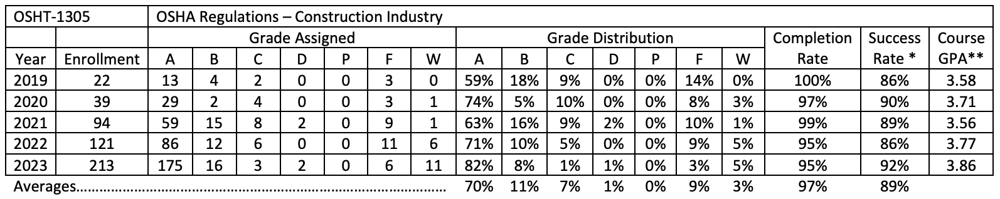 OSHT-1305 OSHA Regulations – Construction Industry
Grade Assigned Grade Distribution Completion Success Course
Year Enrollment A B C D P F W A B C D P F W Rate Rate * GPA**
2019 22 13 4 2 0 0 3 0 59% 18% 9% 0% 0% 14% 0% 100% 86% 3.58
2020 39 29 2 4 0 0 3 1 74% 5% 10% 0% 0% 8% 3% 97% 90% 3.71
2021 94 59 15 8 2 0 9 1 63% 16% 9% 2% 0% 10% 1% 99% 89% 3.56
2022 121 86 12 6 0 0 11 6 71% 10% 5% 0% 0% 9% 5% 95% 86% 3.77
2023 213 175 16 3 2 0 6 11 82% 8% 1% 1% 0% 3% 5% 95% 92% 3.86
Averages……………………………………………………………………… 70% 11% 7% 1% 0% 9% 3% 97% 89%